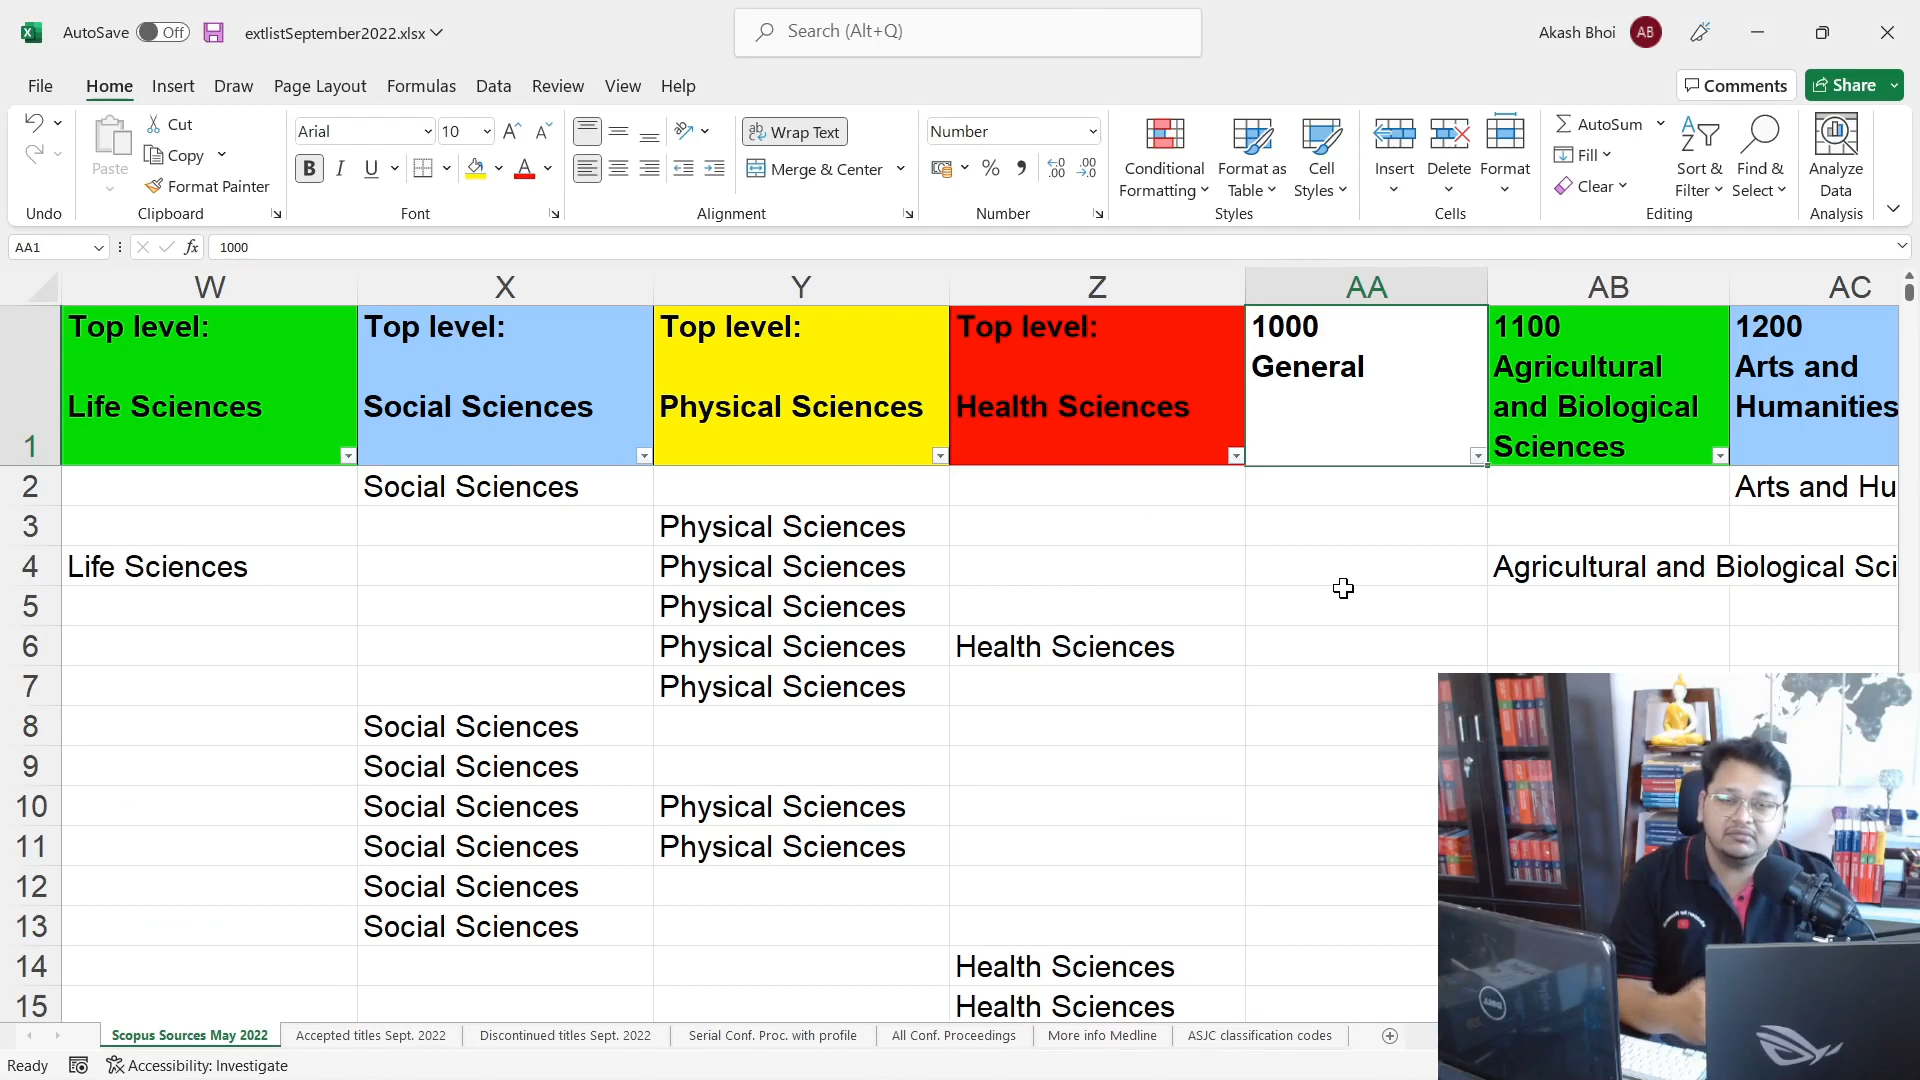 AutoSave Off extlistSeptember2022.xlsx Search (Alt+Q) Akash Bhoi AB
File Home Insert Draw Page Layout Formulas Data Review View Help Comments Share
Cut
Copy
Format Painter
Paste
Undo Clipboard
Arial 10
B I U A
Font
Wrap Text
Merge & Center
Alignment
Number
%
Number
Conditional Formatting
Format as Table
Cell Styles
Styles
Insert Delete Format
Cells
AutoSum
Fill
Clear
Sort & Filter
Find & Select
Editing
Analyze Data
Analysis
AA1 fx 1000
W X Y Z AA AB AC
1
Top level:
Life Sciences
Top level:
Social Sciences
Top level:
Physical Sciences
Top level:
Health Sciences
1000
General
1100
Agricultural
and Biological
Sciences
1200
Arts and
Humanities
2 Social Sciences Arts and Hu
3 Physical Sciences
4 Life Sciences Physical Sciences Agricultural and Biological Sci
5 Physical Sciences
6 Physical Sciences Health Sciences
7 Physical Sciences
8 Social Sciences
9 Social Sciences
10 Social Sciences Physical Sciences
11 Social Sciences Physical Sciences
12 Social Sciences
13 Social Sciences
14 Health Sciences
15 Health Sciences
Scopus Sources May 2022 Accepted titles Sept. 2022 Discontinued titles Sept. 2022 Serial Conf. Proc. with profile All Conf. Proceedings More info Medline ASJC classification codes
Ready Accessibility: Investigate
DELL